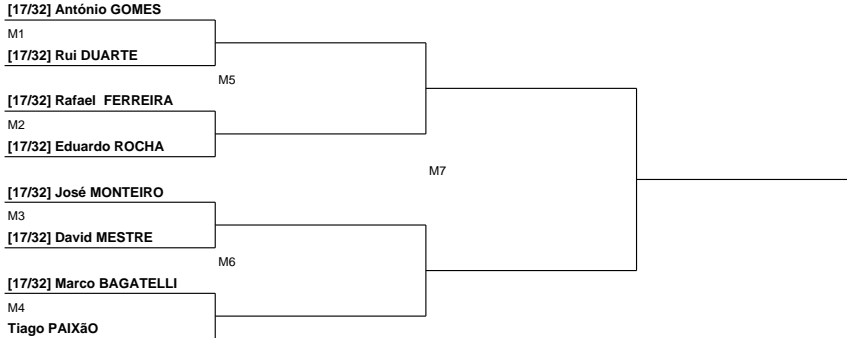 [17/32] António GOMES
M1
[17/32] Rui DUARTE
M5
[17/32] Rafael  FERREIRA
M2
[17/32] Eduardo ROCHA
M7
[17/32] José MONTEIRO
M3
[17/32] David MESTRE
M6
[17/32] Marco BAGATELLI
M4
Tiago PAIXãO